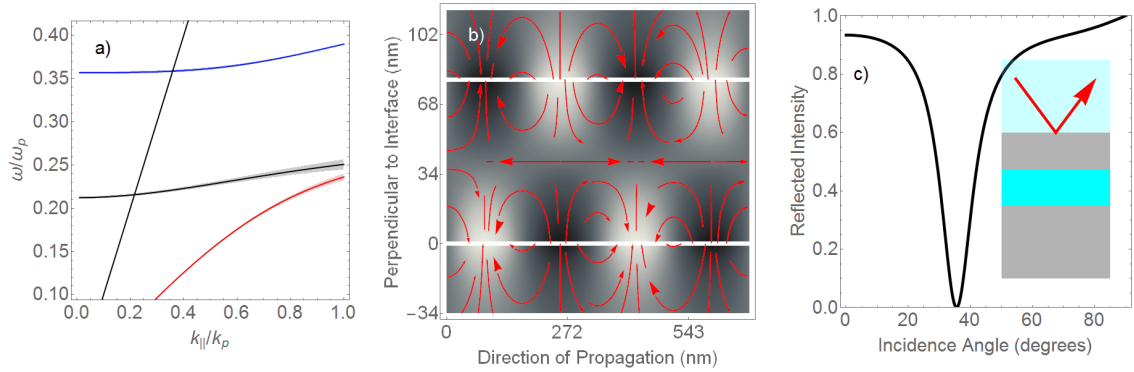 a)
0.40
0.35
0.30
0.25
0.20
0.15
0.10
ω/ωp
0.0 0.2 0.4 0.6 0.8 1.0
k||/kp
b)
102
68
34
0
−34
Perpendicular to Interface (nm)
0 272 543
Direction of Propagation (nm)
c)
1.0
0.8
0.6
0.4
0.2
0.0
Reflected Intensity
0 20 40 60 80
Incidence Angle (degrees)